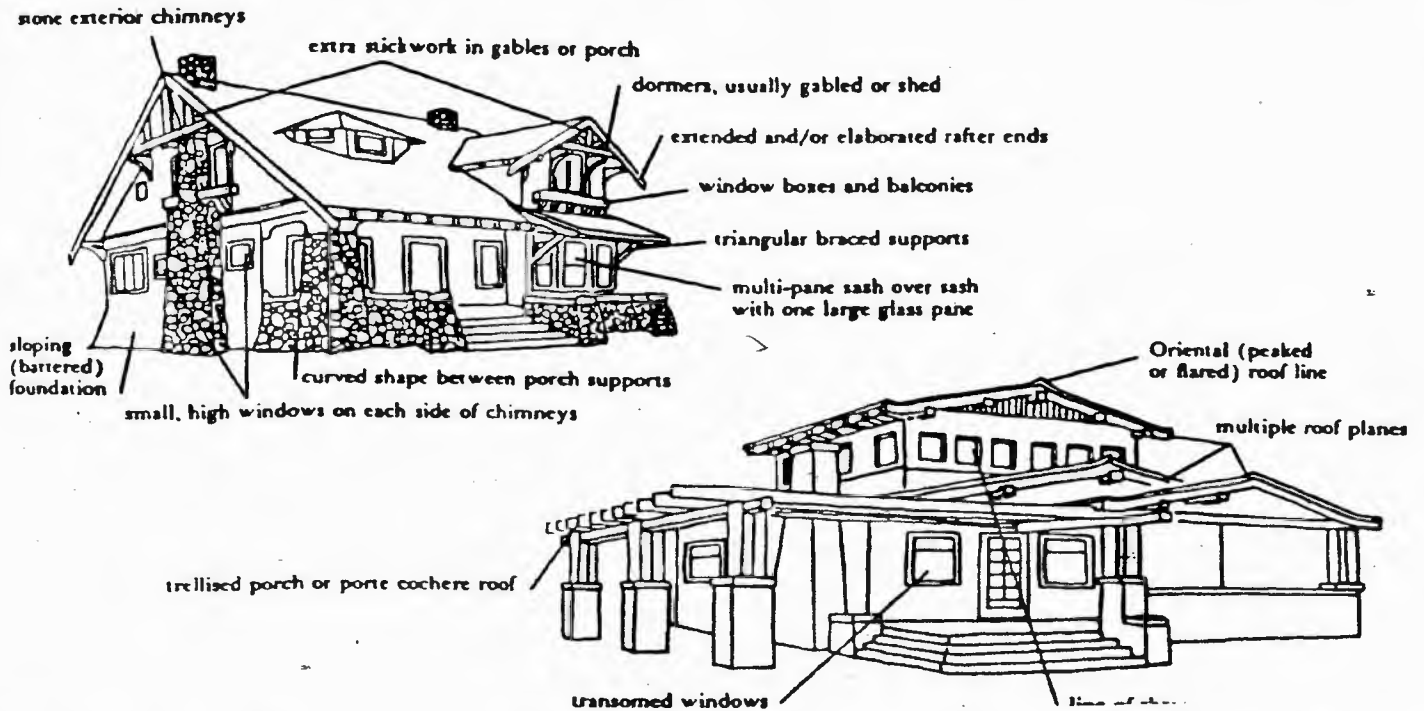 stone exterior chimneys
extra stickwork in gables or porch
dormers, usually gabled or shed
extended and/or elaborated rafter ends
window boxes and balconies
triangular braced supports
multi-pane sash over sash
with one large glass pane
sloping
(battered)
foundation
curved shape between porch supports
small, high windows on each side of chimneys
Oriental (peaked
or flared) roof line
multiple roof planes
trellised porch or porte cochere roof
transomed windows
line of